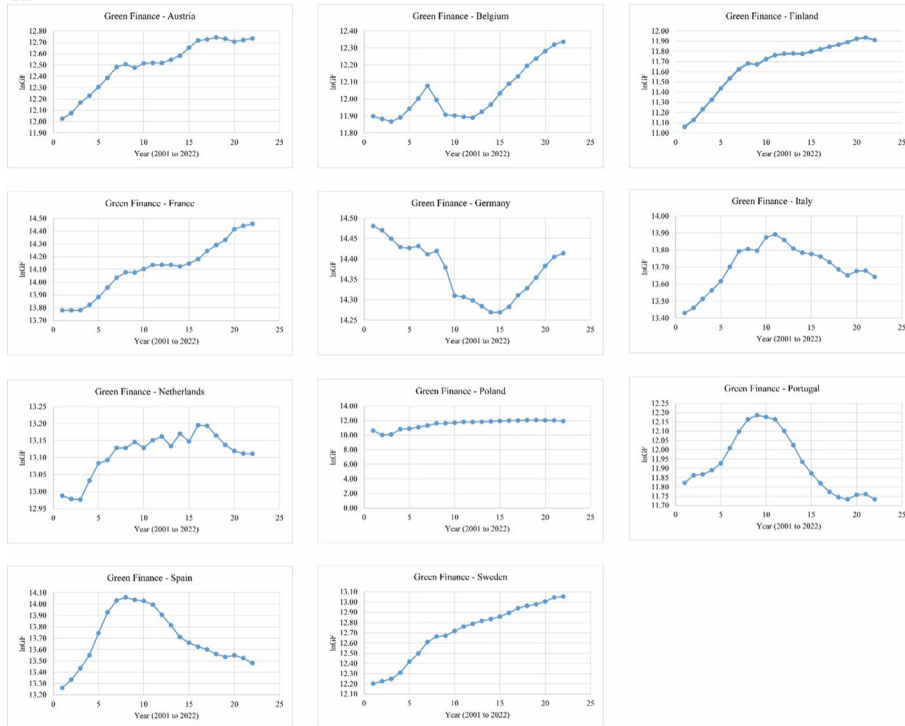 Green Finance - Austria
12.80
12.70
12.60
12.50
12.40
12.30
12.20
12.10
12.00
11.90
lnGF
0 5 10 15 20 25
Year (2001 to 2022)
Green Finance - Belgium
12.40
12.30
12.20
12.10
12.00
11.90
11.80
lnGF
0 5 10 15 20 25
Year (2001 to 2022)
Green Finance - Finland
12.00
11.90
11.80
11.70
11.60
11.50
11.40
11.30
11.20
11.10
11.00
lnGF
0 5 10 15 20 25
Year (2001 to 2022)
Green Finance - France
14.50
14.40
14.30
14.20
14.10
14.00
13.90
13.80
13.70
lnGF
0 5 10 15 20 25
Year (2001 to 2022)
Green Finance - Germany
14.50
14.45
14.40
14.35
14.30
14.25
lnGF
0 5 10 15 20 25
Year (2001 to 2022)
Green Finance - Italy
14.00
13.90
13.80
13.70
13.60
13.50
13.40
lnGF
0 5 10 15 20 25
Year (2001 to 2022)
Green Finance - Netherlands
13.25
13.20
13.15
13.10
13.05
13.00
12.95
lnGF
0 5 10 15 20 25
Year (2001 to 2022)
Green Finance - Poland
14.00
12.00
10.00
8.00
6.00
4.00
2.00
0.00
lnGF
0 5 10 15 20 25
Year (2001 to 2022)
Green Finance - Portugal
12.25
12.20
12.15
12.10
12.05
12.00
11.95
11.90
11.85
11.80
11.75
11.70
lnGF
0 5 10 15 20 25
Year (2001 to 2022)
Green Finance - Spain
14.10
14.00
13.90
13.80
13.70
13.60
13.50
13.40
13.30
13.20
lnGF
0 5 10 15 20 25
Year (2001 to 2022)
Green Finance - Sweden
13.10
13.00
12.90
12.80
12.70
12.60
12.50
12.40
12.30
12.20
12.10
lnGF
0 5 10 15 20 25
Year (2001 to 2022)